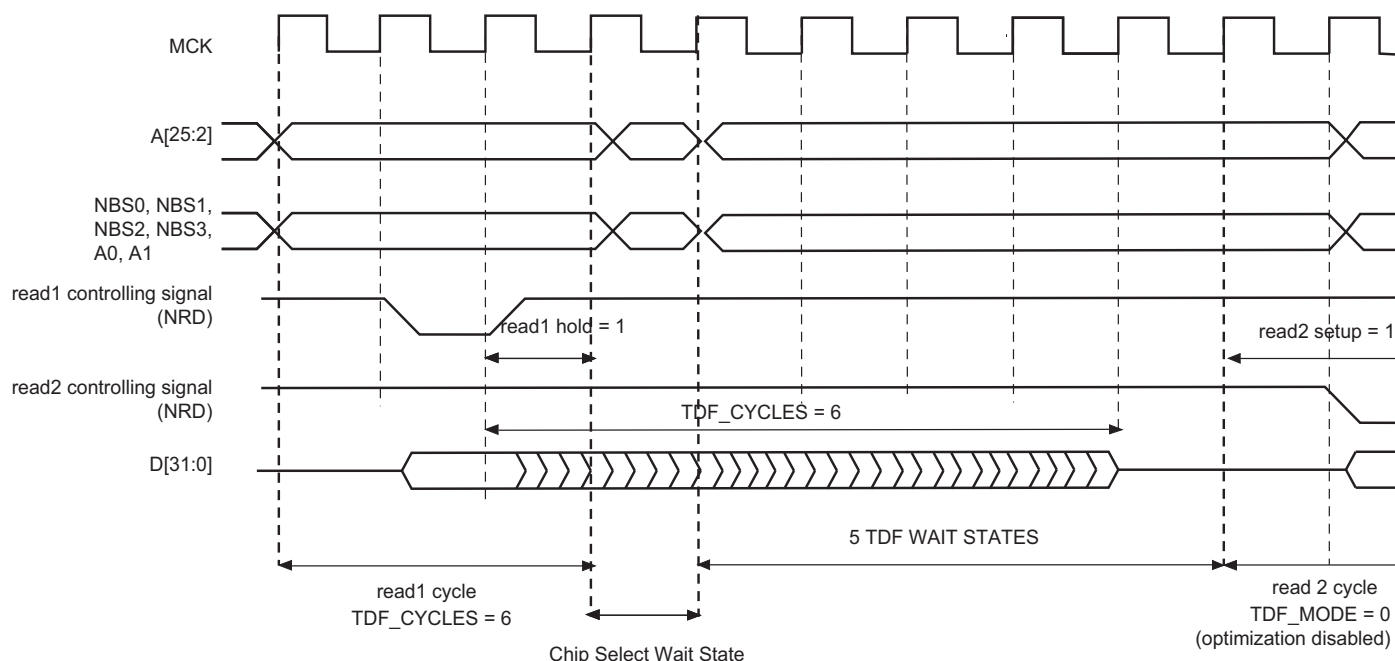 MCK
A[25:2]
NBS0, NBS1,
NBS2, NBS3,
A0, A1
read1 controlling signal
(NRD)
read1 hold = 1
read2 setup = 1
read2 controlling signal
(NRD)
TDF_CYCLES = 6
D[31:0]
5 TDF WAIT STATES
read1 cycle
TDF_CYCLES = 6
read 2 cycle
TDF_MODE = 0
(optimization disabled)
Chip Select Wait State